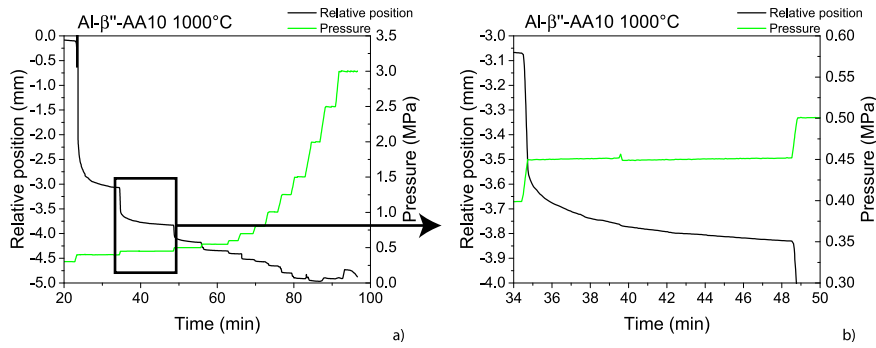 Al-β"-AA10 1000°C
Relative position
Pressure
0.0
-0.5
-1.0
-1.5
-2.0
-2.5
-3.0
-3.5
-4.0
-4.5
-5.0
Relative position (mm)
3.5
3.0
2.5
2.0
1.5
1.0
0.5
0.0
Pressure (MPa)
20 40 60 80 100
Time (min)
a)
Al-β"-AA10 1000°C
Relative position
Pressure
-3.0
-3.1
-3.2
-3.3
-3.4
-3.5
-3.6
-3.7
-3.8
-3.9
-4.0
Relative position (mm)
0.60
0.55
0.50
0.45
0.40
0.35
0.30
Pressure (MPa)
34 36 38 40 42 44 46 48 50
Time (min)
b)